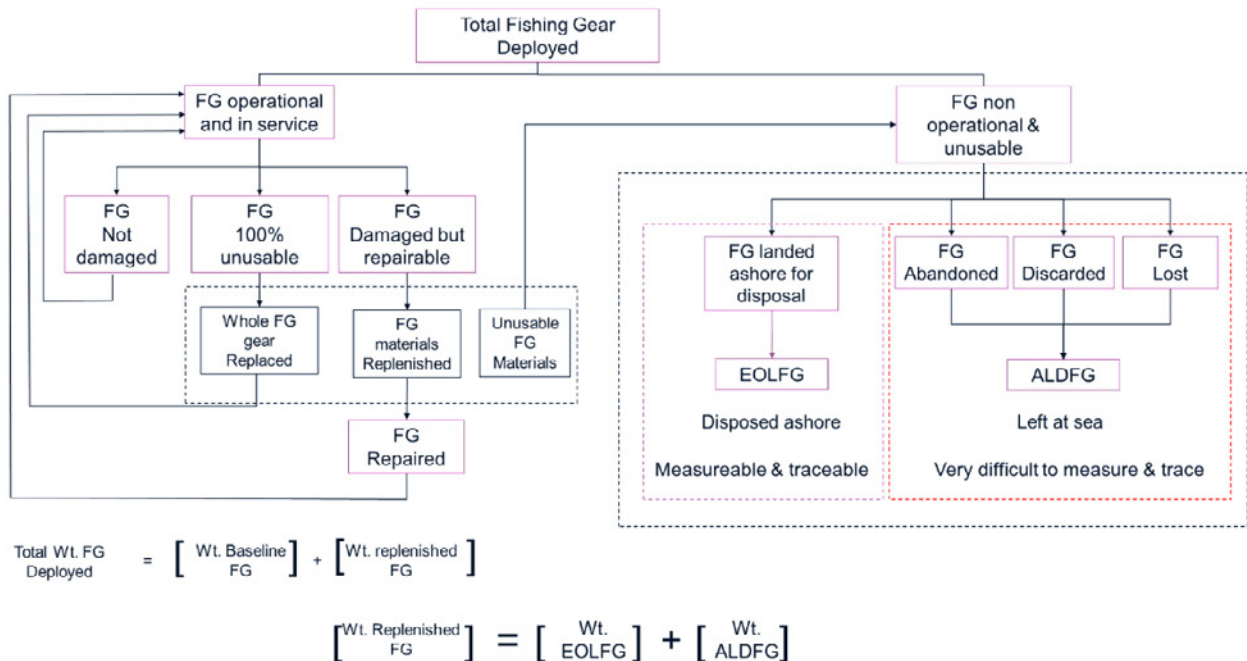 Total Fishing Gear
Deployed
FG operational
and in service
FG non
operational &
unusable
FG
Not
damaged
FG
100%
unusable
FG
Damaged but
repairable
FG landed
ashore for
disposal
FG
Abandoned
FG
Discarded
FG
Lost
Whole FG
gear
Replaced
FG
materials
Replenished
Unusable
FG
Materials
EOLFG
ALDFG
Disposed ashore
Left at sea
FG
Repaired
Measureable & traceable
Very difficult to measure & trace
Total Wt. FG
Deployed
=
[ Wt. Baseline
FG ]
+
[Wt. replenished
FG ]
[Wt. Replenished
FG ]
=
[ Wt.
EOLFG ]
+
[ Wt.
ALDFG]